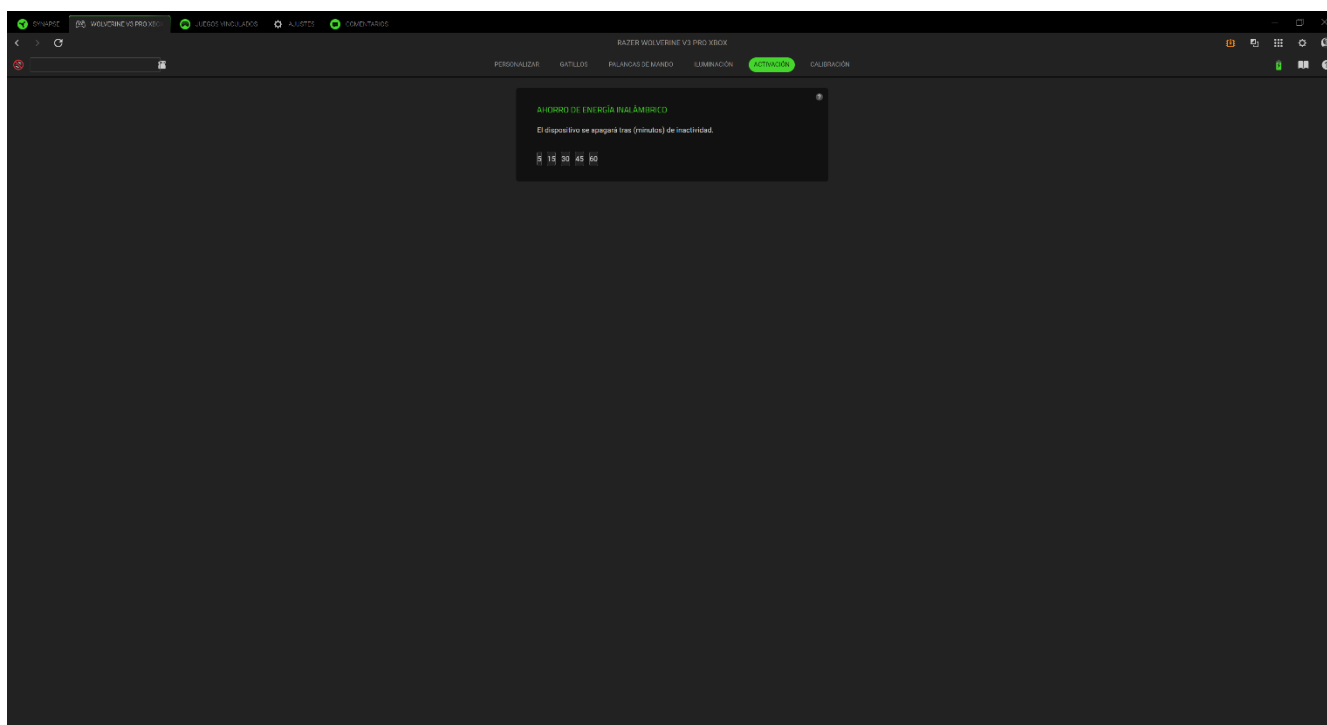 SYNAPSE WOLVERINE V3 PRO XBO JUEGOS VINCULADOS AJUSTES COMENTARIOS
RAZER WOLVERINE V3 PRO XBOX
PERSONALIZAR GATILLOS PALANCAS DE MANDO ILUMINACIÓN ACTIVACIÓN CALIBRACIÓN
AHORRO DE ENERGÍA INALÁMBRICO
El dispositivo se apagará tras (minutos) de inactividad.
5 15 30 45 60